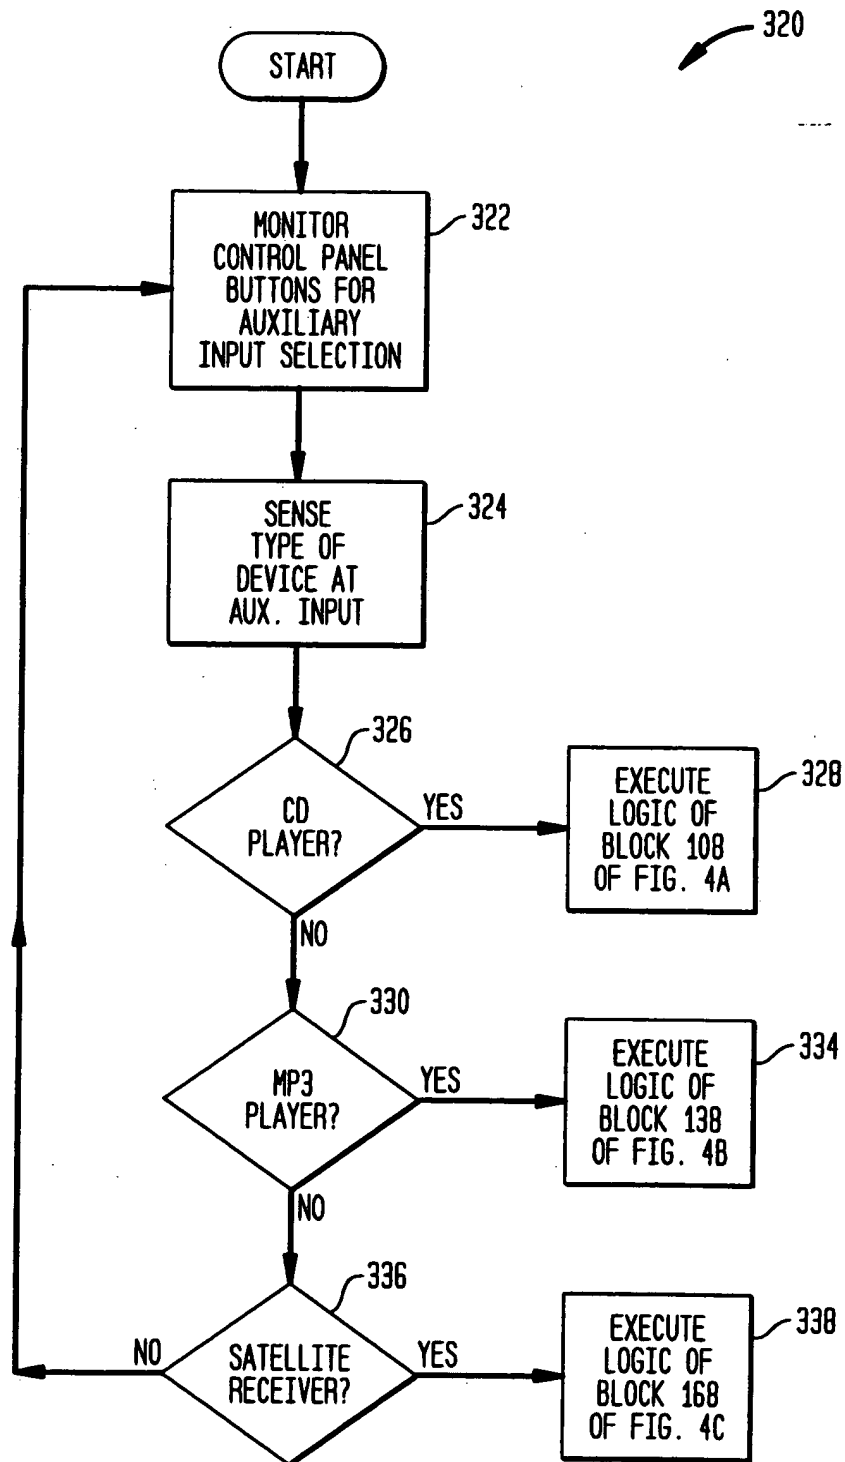 320
START
MONITOR
CONTROL PANEL
BUTTONS FOR
AUXILIARY
INPUT SELECTION
322
SENSE
TYPE OF
DEVICE AT
AUX. INPUT
324
326
CD
PLAYER?
YES
NO
EXECUTE
LOGIC OF
BLOCK 108
OF FIG. 4A
328
330
MP3
PLAYER?
YES
NO
EXECUTE
LOGIC OF
BLOCK 138
OF FIG. 4B
334
336
SATELLITE
RECEIVER?
NO
YES
EXECUTE
LOGIC OF
BLOCK 168
OF FIG. 4C
338